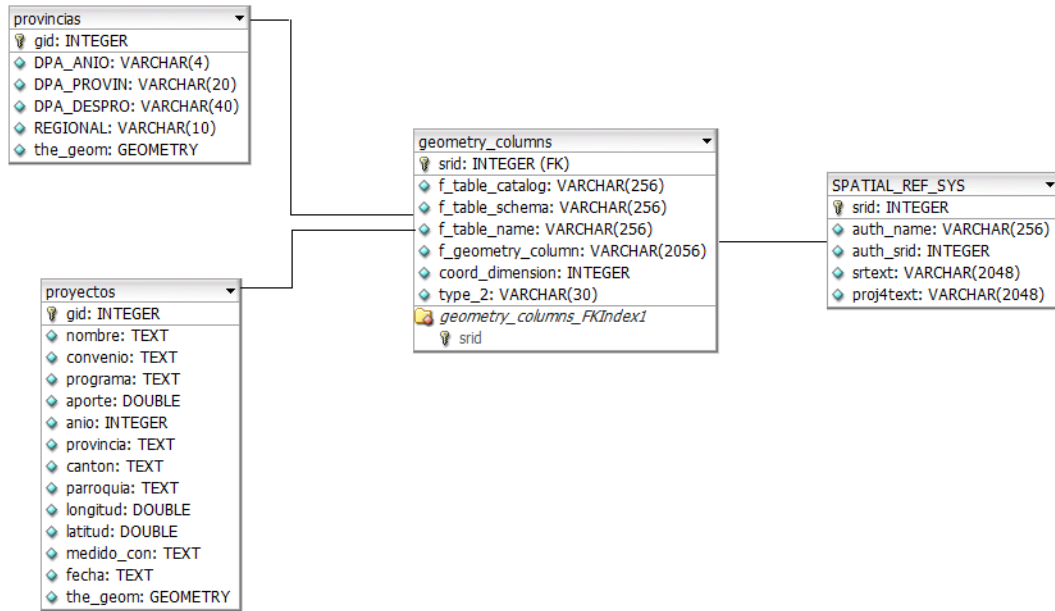 provincias
gid: INTEGER
DPA_ANIO: VARCHAR(4)
DPA_PROVIN: VARCHAR(20)
DPA_DESPRO: VARCHAR(40)
REGIONAL: VARCHAR(10)
the_geom: GEOMETRY
proyectos
gid: INTEGER
nombre: TEXT
convenio: TEXT
programa: TEXT
aporte: DOUBLE
anio: INTEGER
provincia: TEXT
canton: TEXT
parroquia: TEXT
longitud: DOUBLE
latitud: DOUBLE
medido_con: TEXT
fecha: TEXT
the_geom: GEOMETRY
geometry_columns
srid: INTEGER (FK)
f_table_catalog: VARCHAR(256)
f_table_schema: VARCHAR(256)
f_table_name: VARCHAR(256)
f_geometry_column: VARCHAR(2056)
coord_dimension: INTEGER
type_2: VARCHAR(30)
geometry_columns_FKIndex1
srid
SPATIAL_REF_SYS
srid: INTEGER
auth_name: VARCHAR(256)
auth_srid: INTEGER
srtext: VARCHAR(2048)
proj4text: VARCHAR(2048)